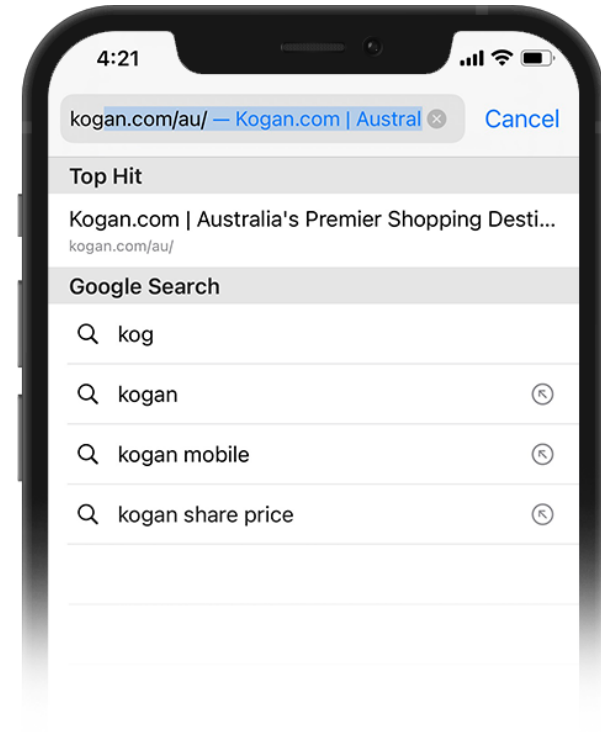 4:21
kogan.com/au/ — Kogan.com | Austral
Cancel
Top Hit
Kogan.com | Australia's Premier Shopping Desti...
kogan.com/au/
Google Search
kog
kogan
kogan mobile
kogan share price